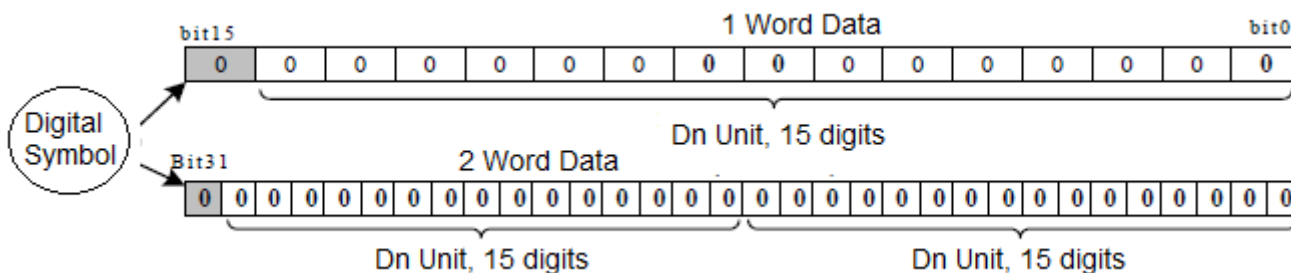 bit15 1 Word Data bit0
0 0 0 0 0 0 0 0 0 0 0 0 0 0 0 0
Digital
Symbol
Dn Unit, 15 digits
Bit31 2 Word Data
0 0 0 0 0 0 0 0 0 0 0 0 0 0 0 0 0 0 0 0 0 0 0 0 0 0 0 0 0 0 0 0
Dn Unit, 15 digits Dn Unit, 15 digits